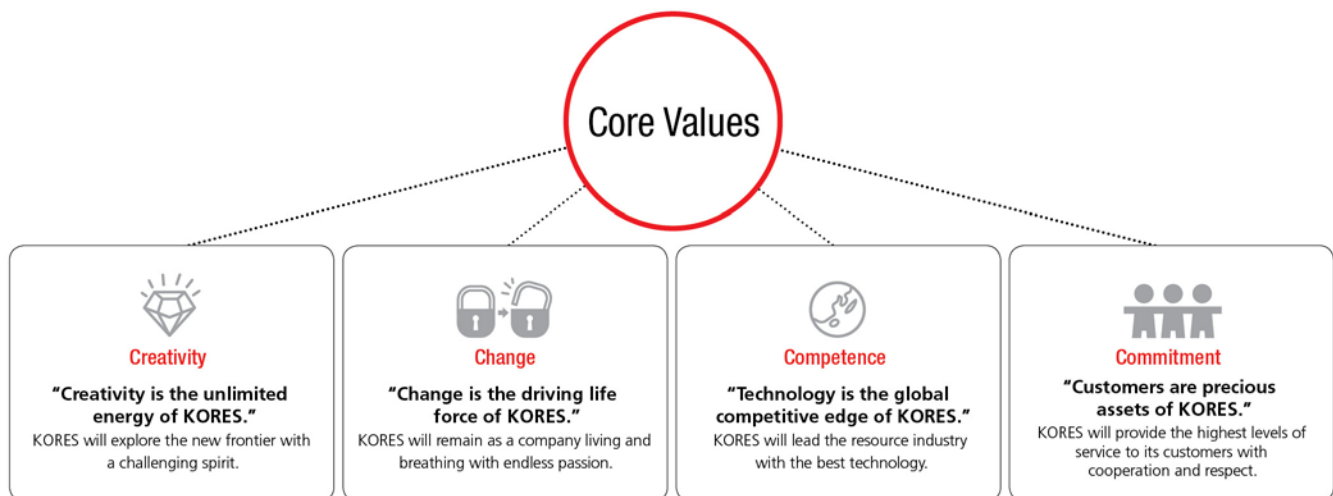 Core Values
Creativity
“Creativity is the unlimited
energy of KORES.”
KORES will explore the new frontier with
a challenging spirit.
Change
“Change is the driving life
force of KORES.”
KORES will remain as a company living and
breathing with endless passion.
Competence
“Technology is the global
competitive edge of KORES.”
KORES will lead the resource industry
with the best technology.
Commitment
“Customers are precious
assets of KORES.”
KORES will provide the highest levels of
service to its customers with
cooperation and respect.